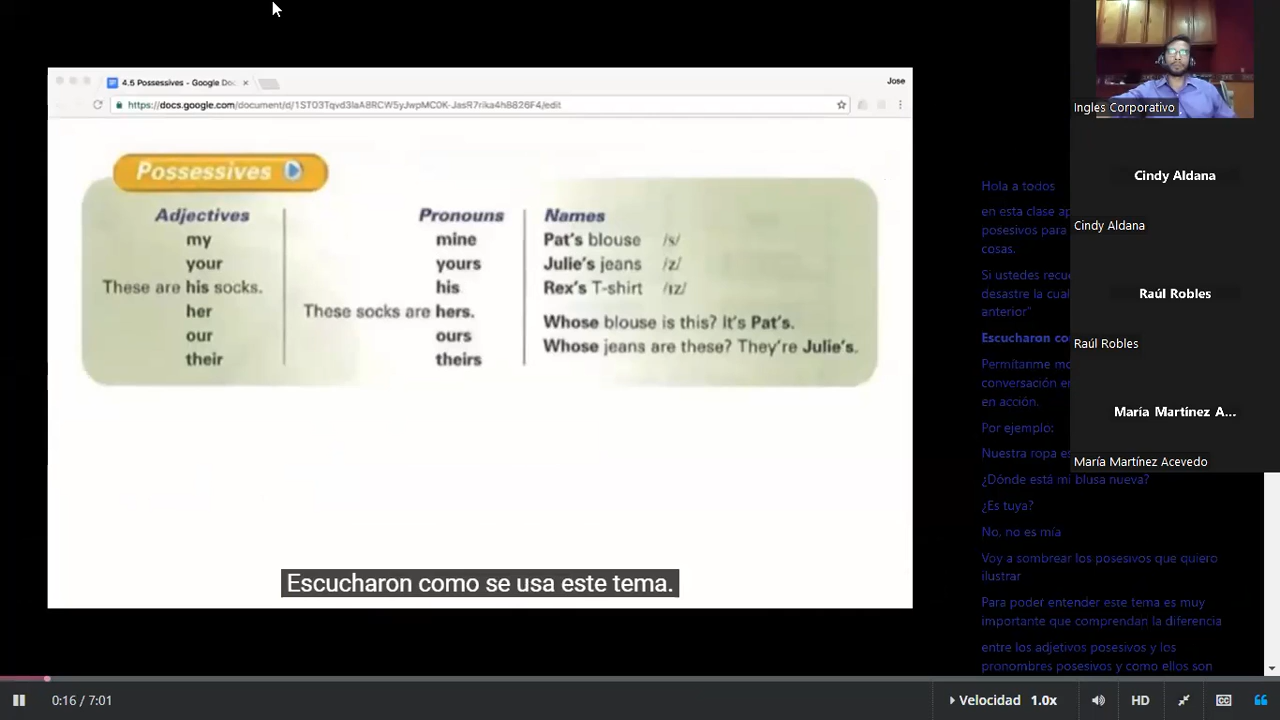 4.5 Possessives - Google Doc
Jose
https://docs.google.com/document/d/1ST03Tqvd3laA8RCW5yJwpMC0K-JasR7rika4hB826F4/edit
Possessives
Adjectives
my
your
These are his socks.
her
our
their
Pronouns
mine
yours
his
These socks are hers.
ours
theirs
Names
Pat's blouse /s/
Julie's jeans /z/
Rex's T-shirt /ɪz/
Whose blouse is this? It's Pat's.
Whose jeans are these? They're Julie's.
Escucharon como se usa este tema.
Hola a todos
en esta clase
posesivos para
cosas.
Si ustedes
desastre la cual
anterior"
Escucharon
Permítanme
conversación
en acción.
Por ejemplo:
Nuestra ropa
¿Dónde está mi blusa nueva?
¿Es tuya?
No, no es mía
Voy a sombrear los posesivos que quiero
ilustrar
Para poder entender este tema es muy
importante que comprendan la diferencia
entre los adjetivos posesivos y los
pronombres posesivos y como ellos son
Ingles Corporativo
Cindy Aldana
Cindy Aldana
Raúl Robles
Raúl Robles
María Martínez A...
María Martínez Acevedo
0:16 / 7:01
Velocidad 1.0x
HD
CC